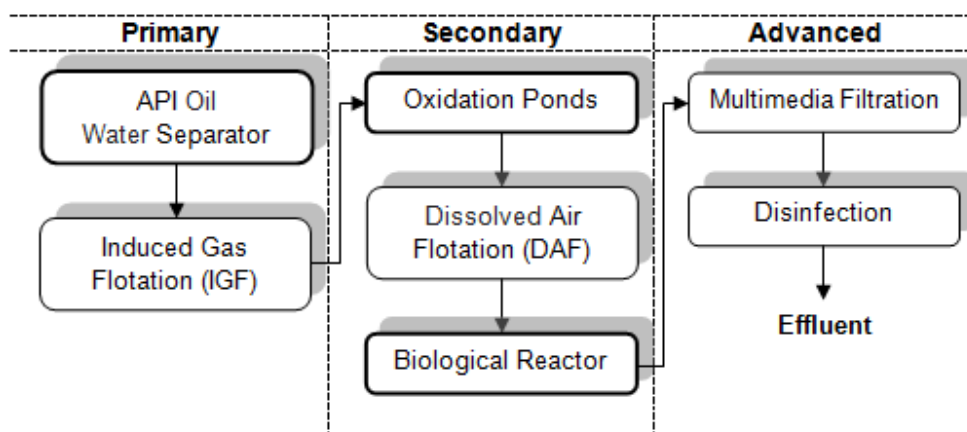 Primary
Secondary
Advanced
API Oil
Water Separator
Induced Gas
Flotation (IGF)
Oxidation Ponds
Dissolved Air
Flotation (DAF)
Biological Reactor
Multimedia Filtration
Disinfection
Effluent